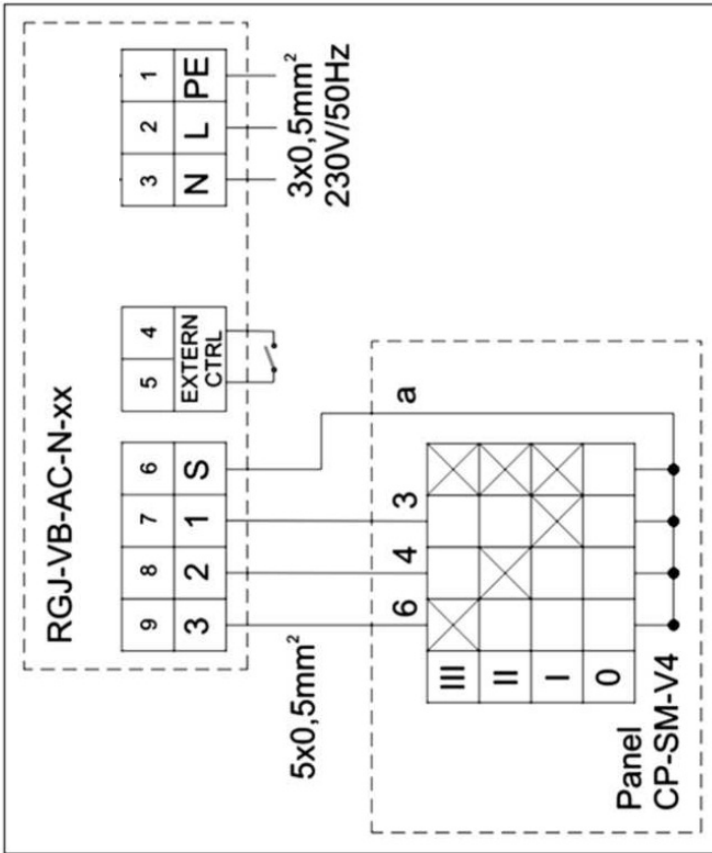 RGJ-VB-AC-N-xx
9 8 7 6 5 4 3 2 1
3 2 1 S EXTERN N L PE
CTRL
5x0,5mm²
3x0,5mm²
230V/50Hz
6 4 3 a
III
II
I
0
Panel
CP-SM-V4